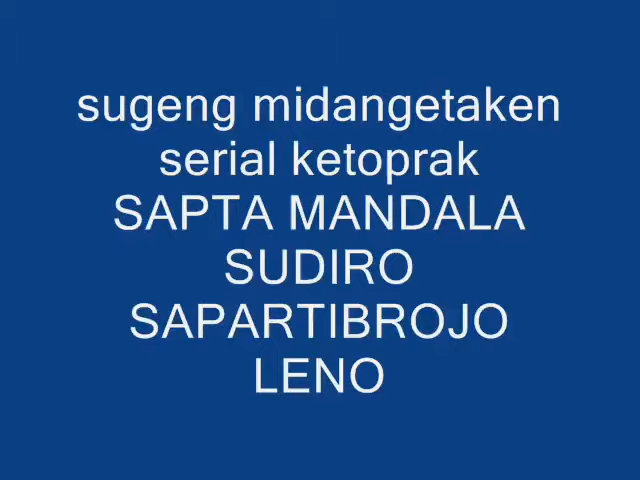 sugeng midangetaken
serial ketoprak
SAPTA MANDALA
SUDIRO
SAPARTIBROJO
LENO